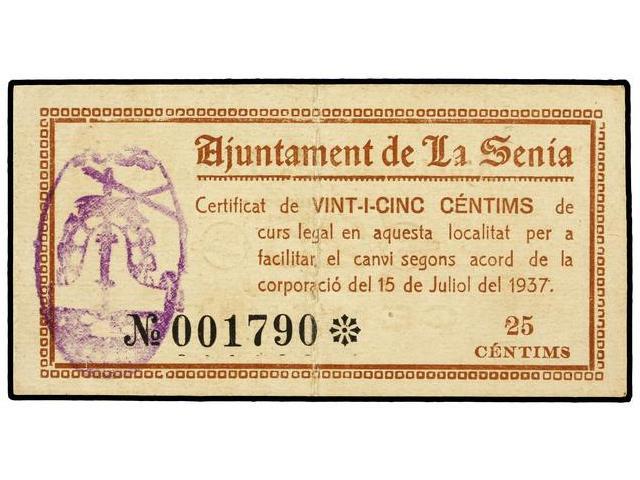 Ajuntament de La Senia
Certificat de VINT-I-CINC CÉNTIMS de
curs legal en aquesta localitat per a
facilitar el canvi segons acord de la
corporació del 15 de Juliol del 1937.
№ 001790
25
CÉNTIMS